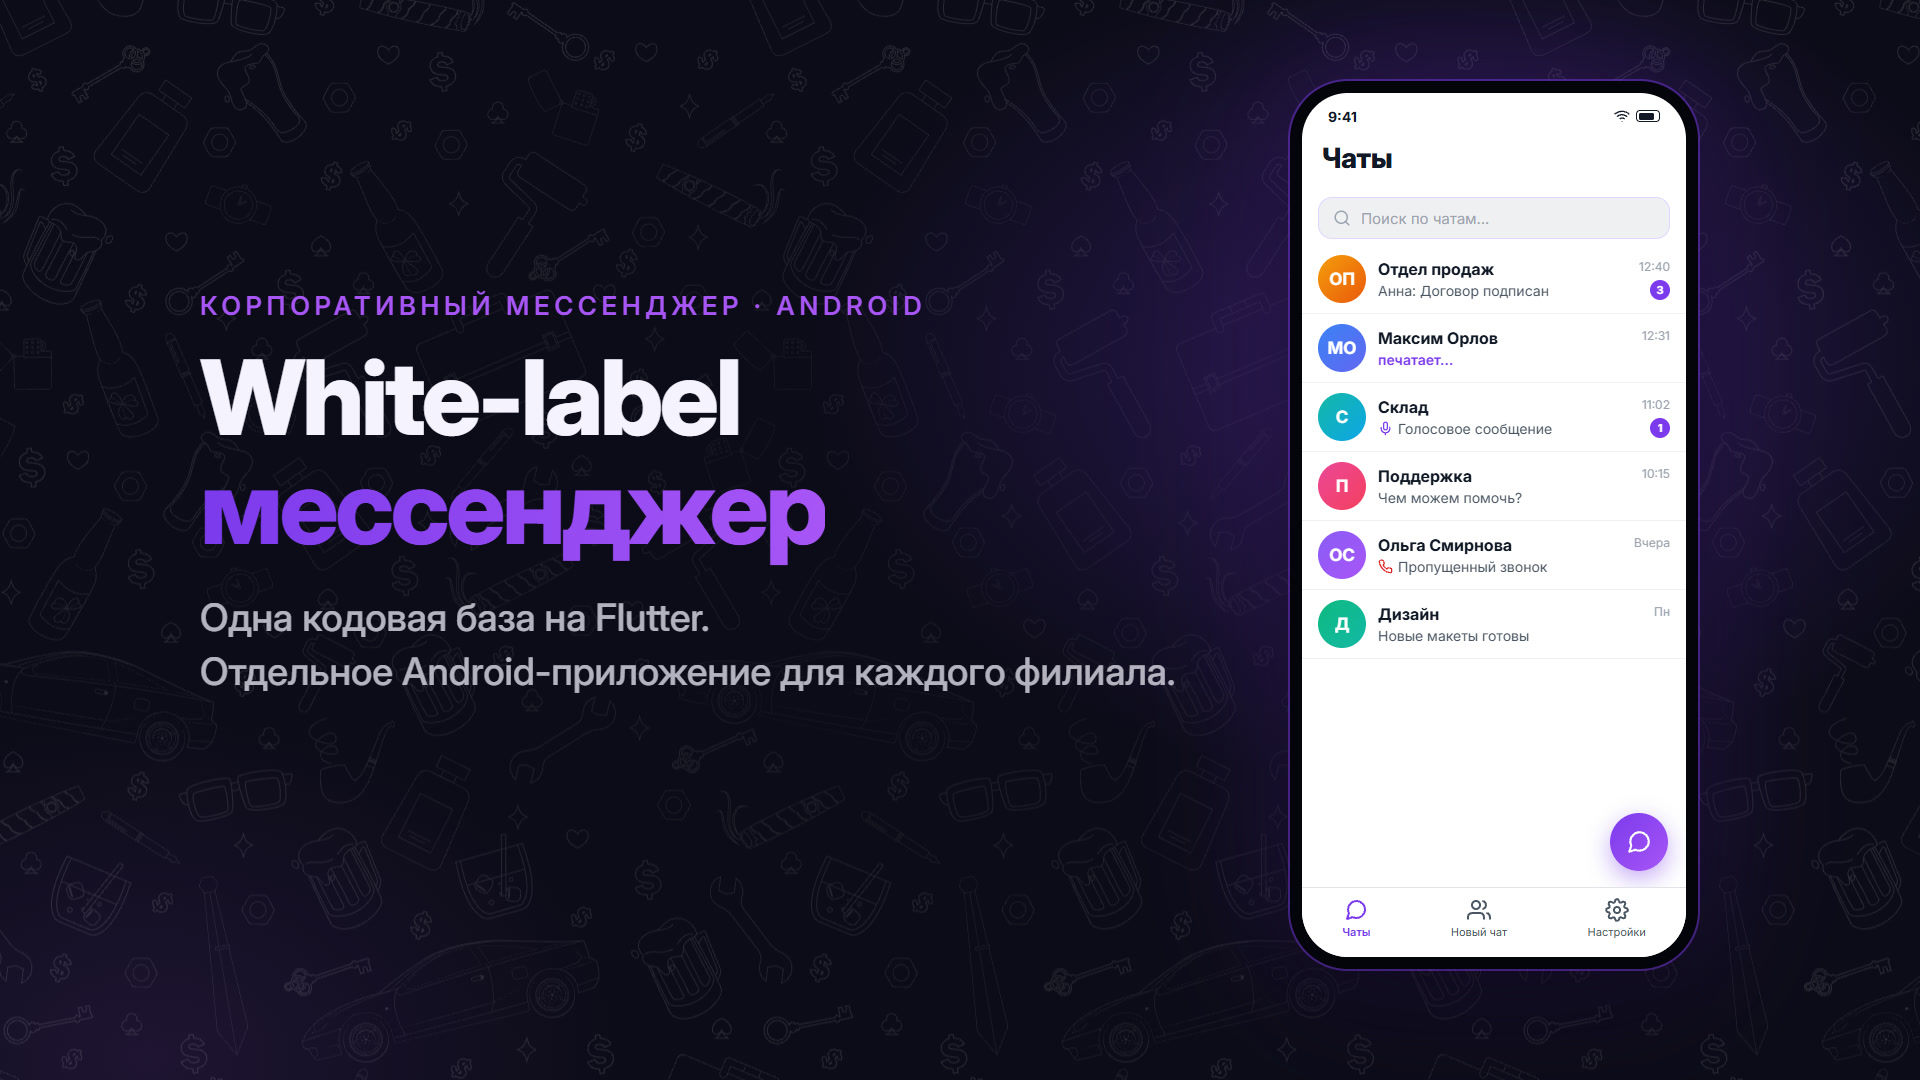 КОРПОРАТИВНЫЙ МЕССЕНДЖЕР · ANDROID
White-label
мессенджер
Одна кодовая база на Flutter.
Отдельное Android-приложение для каждого филиала.
9:41
Чаты
Поиск по чатам...
ОП
Отдел продаж
12:40
Анна: Договор подписан
3
МО
Максим Орлов
12:31
печатает...
С
Склад
11:02
Голосовое сообщение
1
П
Поддержка
10:15
Чем можем помочь?
ОС
Ольга Смирнова
Вчера
Пропущенный звонок
Д
Дизайн
Пн
Новые макеты готовы
Чаты
Новый чат
Настройки